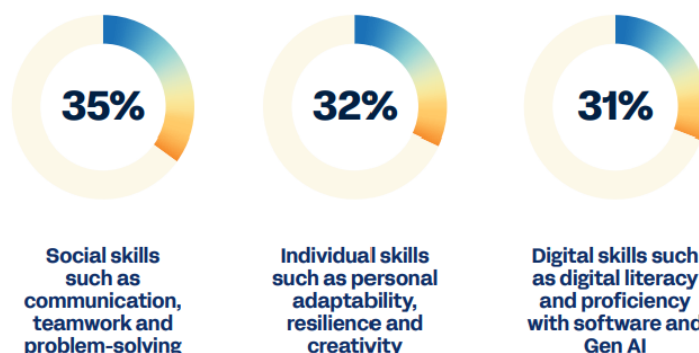 35%
32%
31%
Social skills
such as
communication,
teamwork and
problem-solving
Individual skills
such as personal
adaptability,
resilience and
creativity
Digital skills such
as digital literacy
and proficiency
with software and
Gen AI